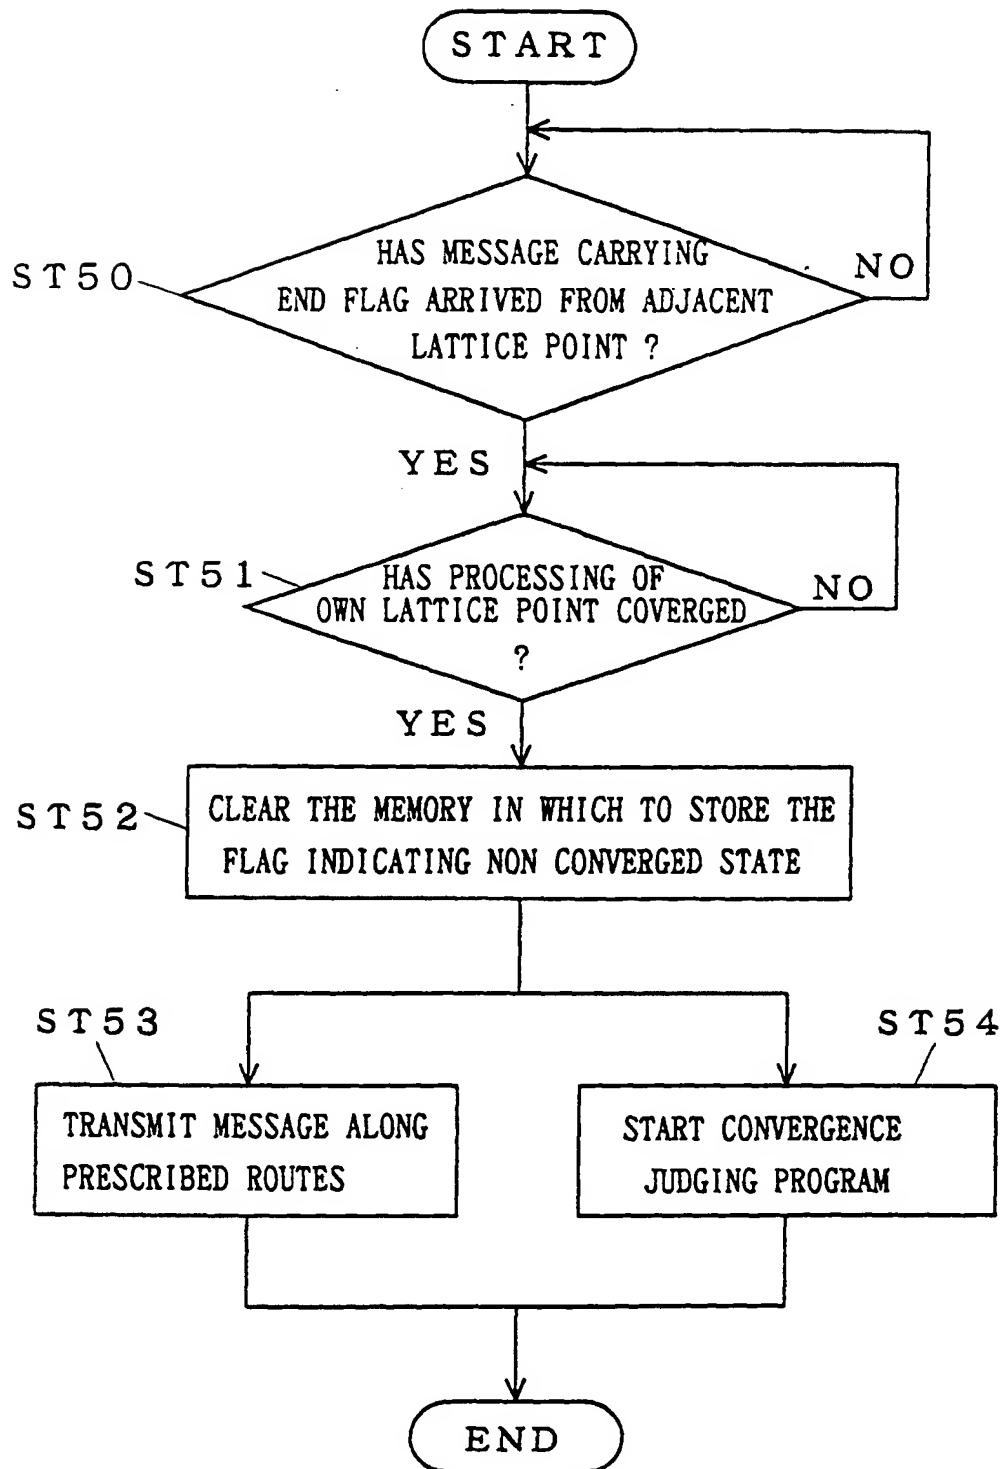 START
HAS MESSAGE CARRYING
END FLAG ARRIVED FROM ADJACENT
LATTICE POINT ?
ST50
NO
YES
ST51
HAS PROCESSING OF
OWN LATTICE POINT COVERGED
?
NO
YES
ST52
CLEAR THE MEMORY IN WHICH TO STORE THE
FLAG INDICATING NON CONVERGED STATE
ST53
TRANSMIT MESSAGE ALONG
PRESCRIBED ROUTES
ST54
START CONVERGENCE
JUDGING PROGRAM
END